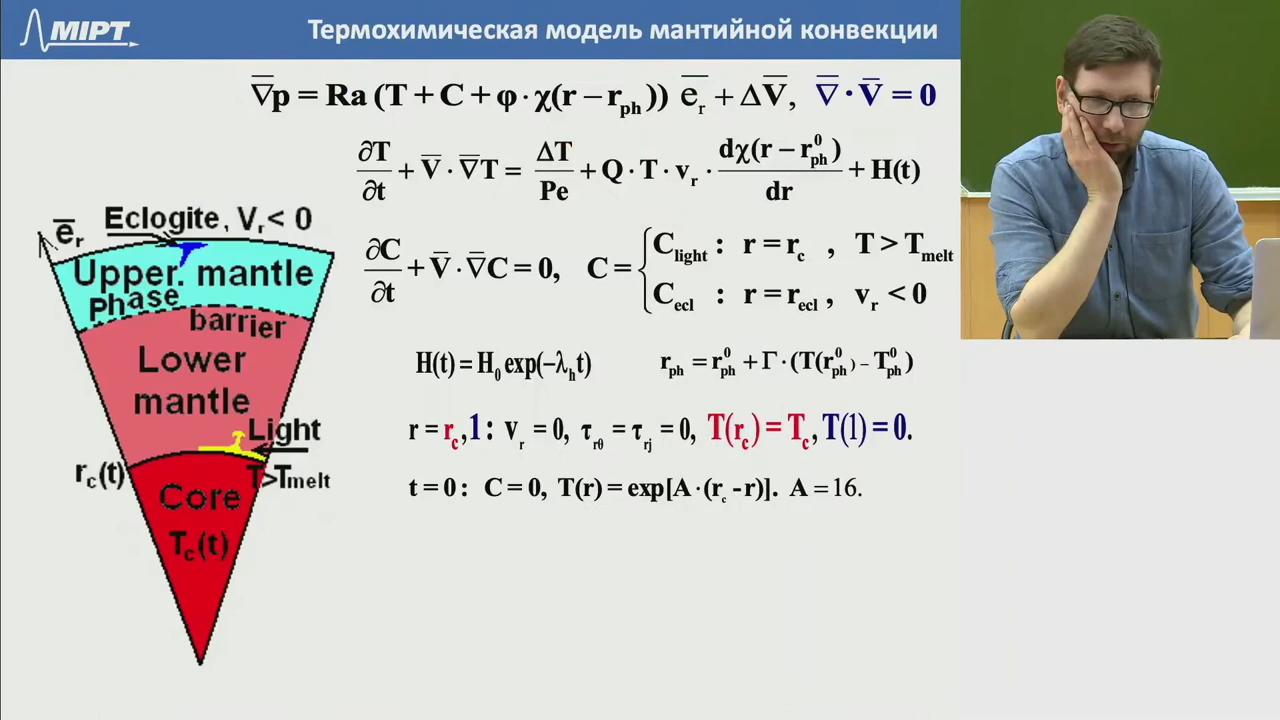 MIPT
Термохимическая модель мантийной конвекции
∇̅p = Ra (T + C + φ · χ(r − r_ph)) e̅_r + ΔV̅, ∇̅ · V̅ = 0
∂T/∂t + V̅ · ∇̅T = ΔT/Pe + Q · T · v_r · dχ(r − r⁰_ph)/dr + H(t)
∂C/∂t + V̅ · ∇̅C = 0, C = { C_light : r = r_c , T > T_melt
C_ecl : r = r_ecl , v_r < 0
H(t) = H₀ exp(−λ_h t) r_ph = r⁰_ph + Γ · (T(r⁰_ph) − T⁰_ph)
r = r_c, 1 : v_r = 0, τ_rθ = τ_rj = 0, T(r_c) = T_c, T(1) = 0.
t = 0 : C = 0, T(r) = exp[A · (r_c - r)]. A = 16.
e̅_r
Eclogite, V_r < 0
Upper. mantle
Phase
barrier
Lower
mantle
Light
r_c(t)
T>T_melt
Core
T_c(t)